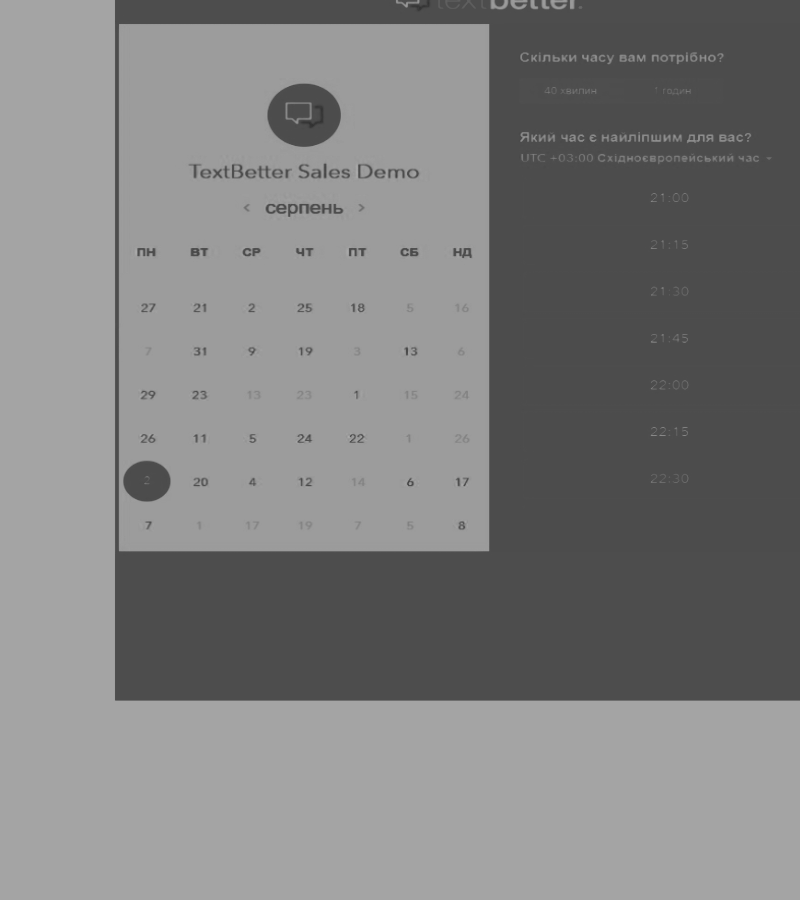 textbetter.
TextBetter Sales Demo
< серпень >
ПН ВТ СР ЧТ ПТ СБ НД
27 21 2 25 18 5 16
7 31 9 19 3 13 6
29 23 13 23 1 15 24
26 11 5 24 22 1 26
2 20 4 12 14 6 17
7 1 17 19 7 5 8
Скільки часу вам потрібно?
40 хвилин 1 годин
Який час є найліпшим для вас?
UTC +03:00 Східноєвропейський час
21:00
21:15
21:30
21:45
22:00
22:15
22:30